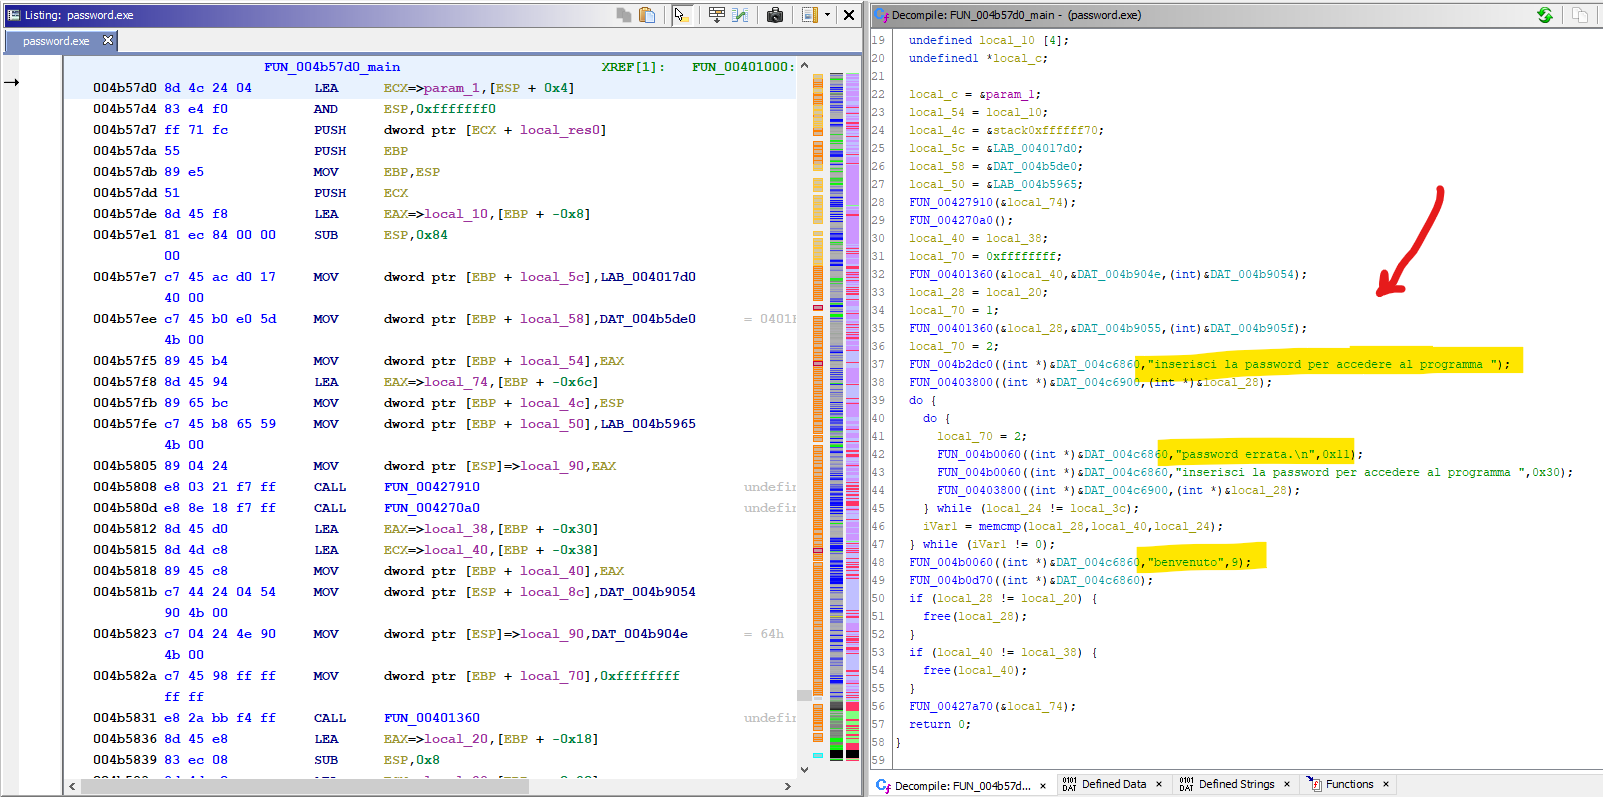 Listing: password.exe
password.exe
FUN_004b57d0_main XREF[1]: FUN_00401000:
004b57d0 8d 4c 24 04 LEA ECX=>param_1,[ESP + 0x4]
004b57d4 83 e4 f0 AND ESP,0xfffffff0
004b57d7 ff 71 fc PUSH dword ptr [ECX + local_res0]
004b57da 55 PUSH EBP
004b57db 89 e5 MOV EBP,ESP
004b57dd 51 PUSH ECX
004b57de 8d 45 f8 LEA EAX=>local_10,[EBP + -0x8]
004b57e1 81 ec 84 00 00 SUB ESP,0x84
00
004b57e7 c7 45 ac d0 17 MOV dword ptr [EBP + local_5c],LAB_004017d0
40 00
004b57ee c7 45 b0 e0 5d MOV dword ptr [EBP + local_58],DAT_004b5de0 = 0401
4b 00
004b57f5 89 45 b4 MOV dword ptr [EBP + local_54],EAX
004b57f8 8d 45 94 LEA EAX=>local_74,[EBP + -0x6c]
004b57fb 89 65 bc MOV dword ptr [EBP + local_4c],ESP
004b57fe c7 45 b8 65 59 MOV dword ptr [EBP + local_50],LAB_004b5965
4b 00
004b5805 89 04 24 MOV dword ptr [ESP]=>local_90,EAX
004b5808 e8 03 21 f7 ff CALL FUN_00427910 undefi
004b580d e8 8e 18 f7 ff CALL FUN_004270a0 undefi
004b5812 8d 45 d0 LEA EAX=>local_38,[EBP + -0x30]
004b5815 8d 4d c8 LEA ECX=>local_40,[EBP + -0x38]
004b5818 89 45 c8 MOV dword ptr [EBP + local_40],EAX
004b581b c7 44 24 04 54 MOV dword ptr [ESP + local_8c],DAT_004b9054
90 4b 00
004b5823 c7 04 24 4e 90 MOV dword ptr [ESP]=>local_90,DAT_004b904e = 64h
4b 00
004b582a c7 45 98 ff ff MOV dword ptr [EBP + local_70],0xffffffff
ff ff
004b5831 e8 2a bb f4 ff CALL FUN_00401360 undefi
004b5836 8d 45 e8 LEA EAX=>local_20,[EBP + -0x18]
004b5839 83 ec 08 SUB ESP,0x8
Decompile: FUN_004b57d0_main - (password.exe)
19 undefined local_10 [4];
20 undefined1 *local_c;
21
22 local_c = &param_1;
23 local_54 = local_10;
24 local_4c = &stack0xffffff70;
25 local_5c = &LAB_004017d0;
26 local_58 = &DAT_004b5de0;
27 local_50 = &LAB_004b5965;
28 FUN_00427910(&local_74);
29 FUN_004270a0();
30 local_40 = local_38;
31 local_70 = 0xffffffff;
32 FUN_00401360(&local_40,&DAT_004b904e,(int)&DAT_004b9054);
33 local_28 = local_20;
34 local_70 = 1;
35 FUN_00401360(&local_28,&DAT_004b9055,(int)&DAT_004b905f);
36 local_70 = 2;
37 FUN_004b2dc0((int *)&DAT_004c6860,"inserisci la password per accedere al programma ");
38 FUN_00403800((int *)&DAT_004c6900,(int *)&local_28);
39 do {
40 do {
41 local_70 = 2;
42 FUN_004b0060((int *)&DAT_004c6860,"password errata.\n",0x11);
43 FUN_004b0060((int *)&DAT_004c6860,"inserisci la password per accedere al programma ",0x30);
44 FUN_00403800((int *)&DAT_004c6900,(int *)&local_28);
45 } while (local_24 != local_3c);
46 iVar1 = memcmp(local_28,local_40,local_24);
47 } while (iVar1 != 0);
48 FUN_004b0060((int *)&DAT_004c6860,"benvenuto",9);
49 FUN_004b0d70((int *)&DAT_004c6860);
50 if (local_28 != local_20) {
51 free(local_28);
52 }
53 if (local_40 != local_38) {
54 free(local_40);
55 }
56 FUN_00427a70(&local_74);
57 return 0;
58 }
59
Decompile: FUN_004b57d... Defined Data Defined Strings Functions